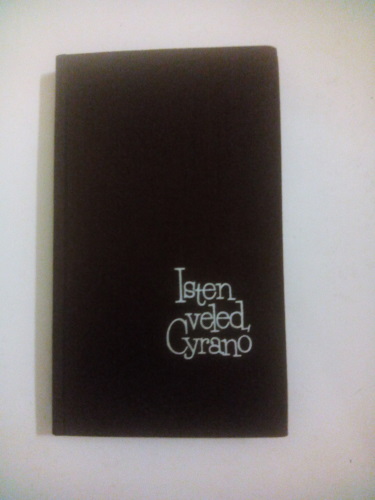 Isten
veled,
Cyrano